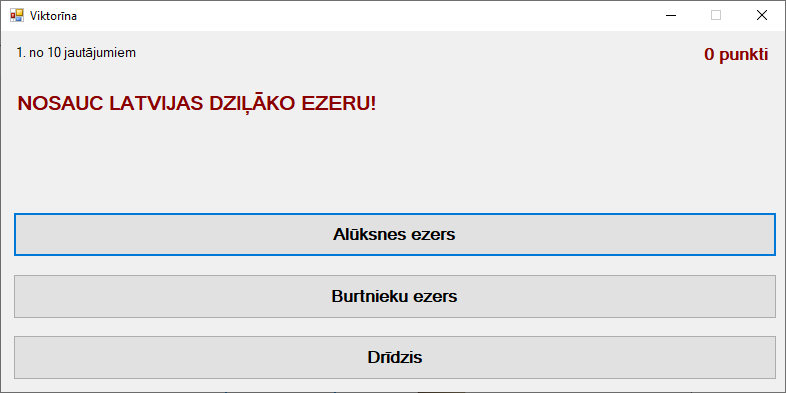 Viktorīna
1. no 10 jautājumiem
0 punkti
NOSAUC LATVIJAS DZIĻĀKO EZERU!
Alūksnes ezers
Burtnieku ezers
Drīdzis